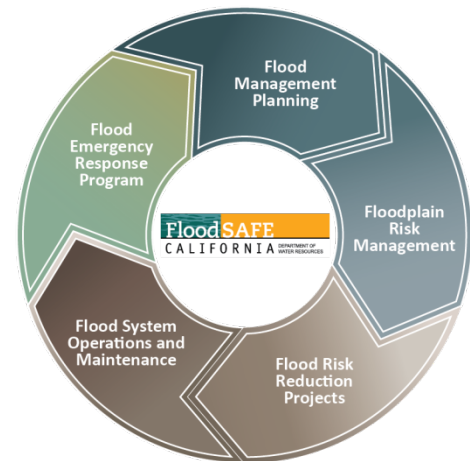 Flood
Management
Planning
Floodplain
Risk
Management
Flood Risk
Reduction
Projects
Flood System
Operations and
Maintenance
Flood
Emergency
Response
Program
FloodSAFE
CALIFORNIA DEPARTMENT OF
WATER RESOURCES